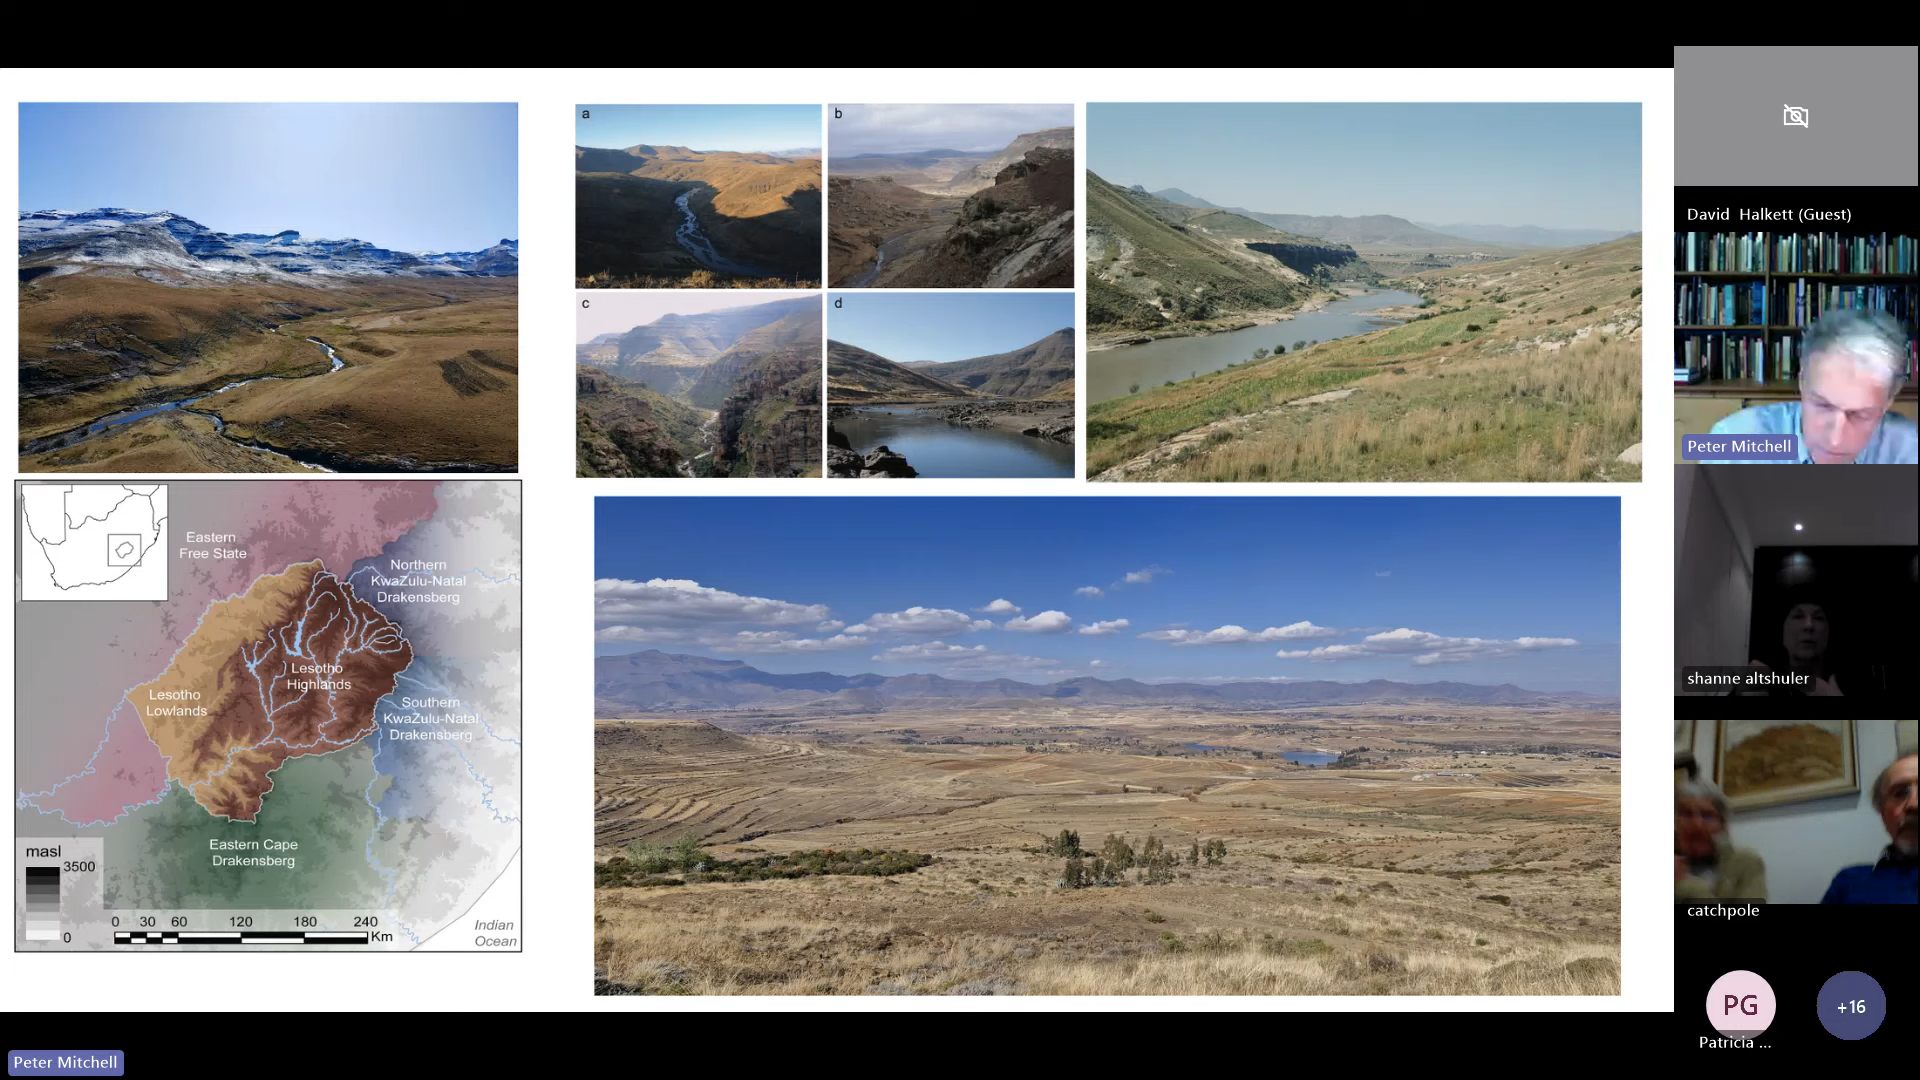 a
b
c
d
Eastern
Free State
Northern
KwaZulu-Natal
Drakensberg
Lesotho
Highlands
Lesotho
Lowlands
Southern
KwaZulu-Natal
Drakensberg
Eastern Cape
Drakensberg
masl
3500
0
0 30 60 120 180 240
Km
Indian
Ocean
David Halkett (Guest)
Peter Mitchell
shanne altshuler
catchpole
PG
+16
Patricia ...
Peter Mitchell